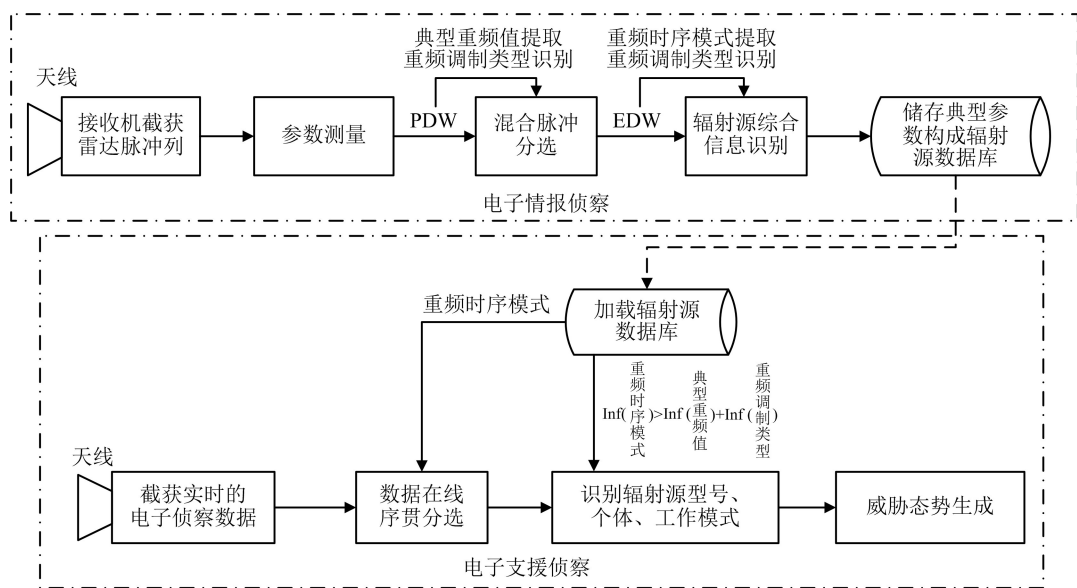 典型重频值提取
重频调制类型识别
重频时序模式提取
重频调制类型识别
天线
接收机截获
雷达脉冲列
参数测量
PDW
混合脉冲
分选
EDW
辐射源综合
信息识别
储存典型参
数构成辐射
源数据库
电子情报侦察
重频时序模式
加载辐射源
数据库
Inf(重频时序模式)>Inf(典型重频值)+Inf(重频调制类型)
天线
截获实时的
电子侦察数据
数据在线
序贯分选
识别辐射源型号、
个体、工作模式
威胁态势生成
电子支援侦察